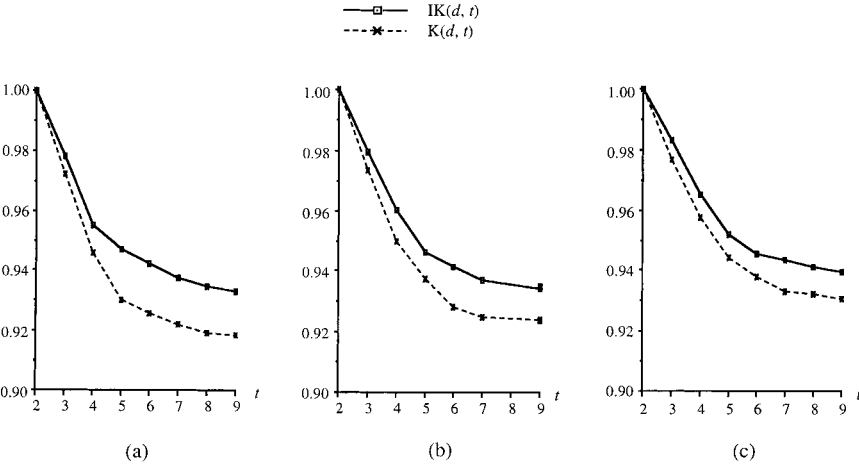 IK(d, t)
K(d, t)
1.00 1.00 1.00
0.98 0.98 0.98
0.96 0.96 0.96
0.94 0.94 0.94
0.92 0.92 0.92
0.90 0.90 0.90
2 3 4 5 6 7 8 9 t 2 3 4 5 6 7 8 9 t 2 3 4 5 6 7 8 9 t
(a) (b) (c)